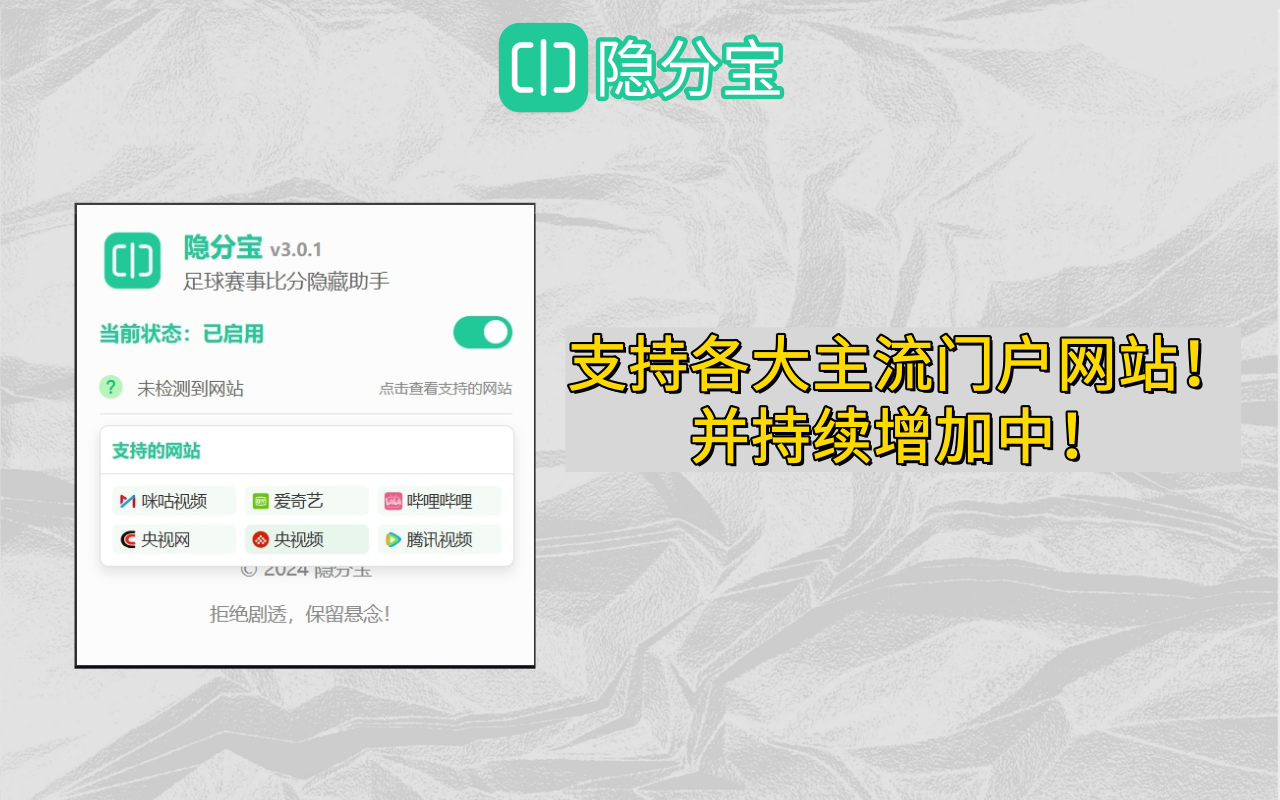 隐分宝
隐分宝 v3.0.1
足球赛事比分隐藏助手
当前状态：已启用
? 未检测到网站 点击查看支持的网站
支持的网站
咪咕视频 爱奇艺 哔哩哔哩
央视网 央视频 腾讯视频
© 2024 隐分宝
拒绝剧透，保留悬念！
支持各大主流门户网站！
并持续增加中！